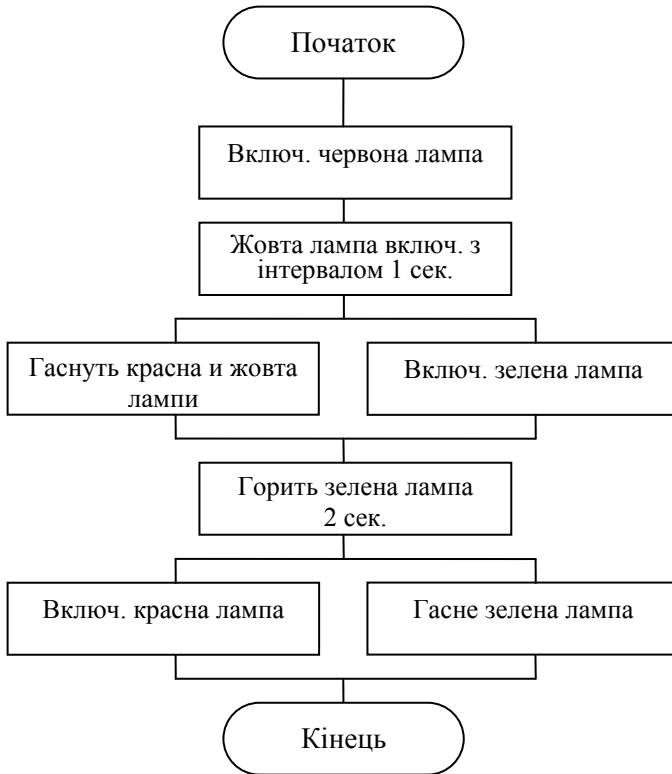 Початок
Включ. червона лампа
Жовта лампа включ. з
інтервалом 1 сек.
Гаснуть красна и жовта
лампи
Включ. зелена лампа
Горить зелена лампа
2 сек.
Включ. красна лампа
Гасне зелена лампа
Кінець